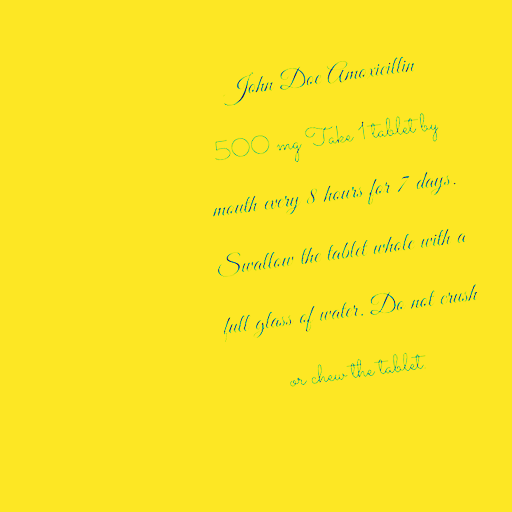 John Doe Amoxicillin
500 mg Take 1 tablet by
mouth every 8 hours for 7 days.
Swallow the tablet whole with a
full glass of water. Do not crush
or chew the tablet